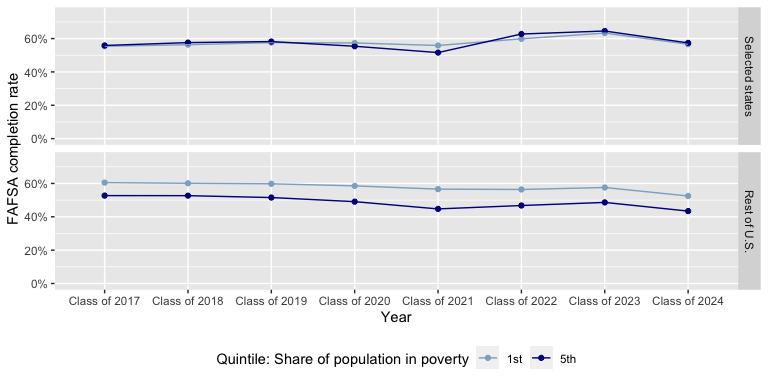 FAFSA completion rate
60%
40%
20%
0%
Selected states
60%
40%
20%
0%
Rest of U.S.
Class of 2017 Class of 2018 Class of 2019 Class of 2020 Class of 2021 Class of 2022 Class of 2023 Class of 2024
Year
Quintile: Share of population in poverty 1st 5th